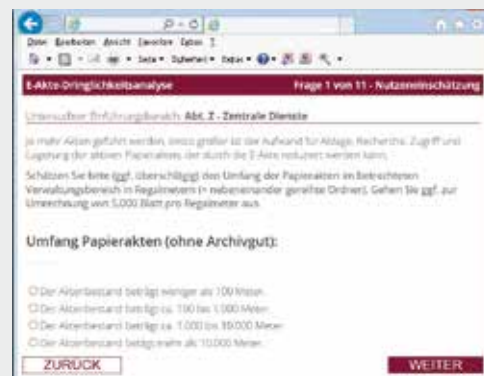 Datei Bearbeiten Ansicht Favoriten Extras ?
Seite Sicherheit Extras
E-Akte-Dringlichkeitsanalyse Frage 1 von 11 - Nutzeneinschätzung
Untersuchter Einführungsbereich: Abt. Z - Zentrale Dienste
Je mehr Akten geführt werden, umso größer ist der Aufwand für Ablage, Recherche, Zugriff und
Lagerung der aktiven Papierakten, der durch die E-Akte reduziert werden kann.
Schätzen Sie bitte (ggf. überschlägig) den Umfang der Papierakten im betrachteten
Verwaltungsbereich in Regalmetern (= nebeneinander gereihte Ordner). Gehen Sie ggf. zur
Umrechnung von 5.000 Blatt pro Regalmeter aus.
Umfang Papierakten (ohne Archivgut):
Der Aktenbestand beträgt weniger als 100 Meter.
Der Aktenbestand beträgt ca. 100 bis 1.000 Meter.
Der Aktenbestand beträgt ca. 1.000 bis 10.000 Meter.
Der Aktenbestand beträgt mehr als 10.000 Meter.
ZURÜCK WEITER